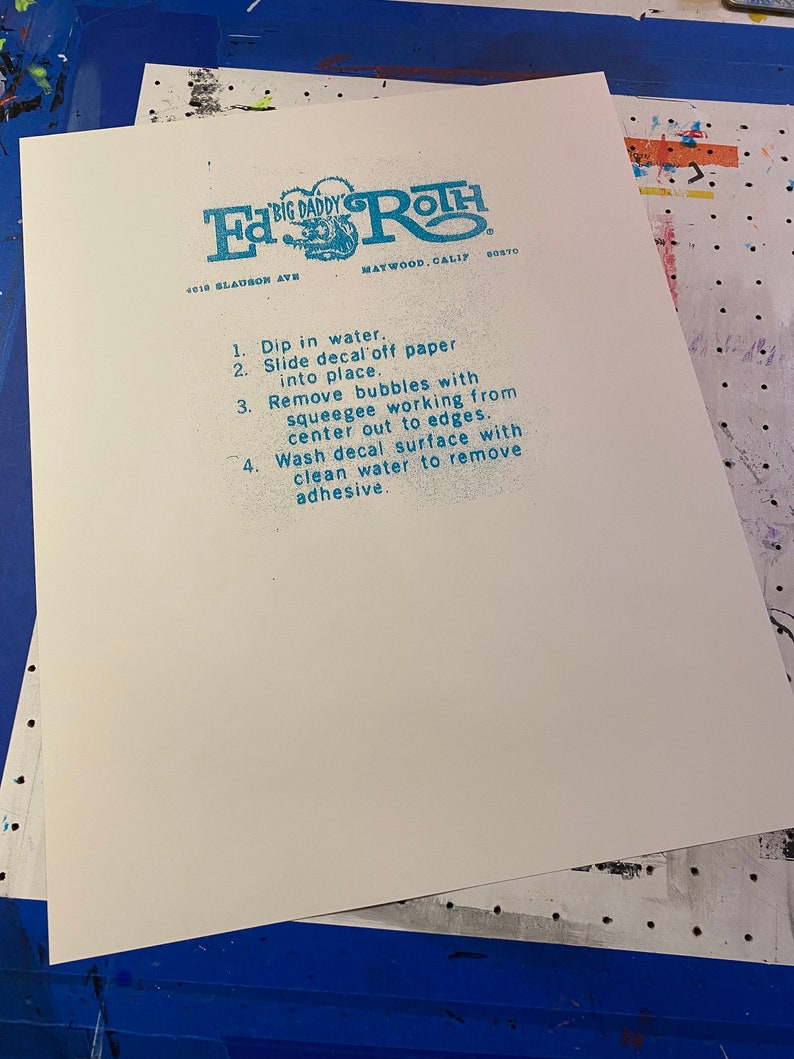 "BIG DADDY"
Ed ROTH®
4616 SLAUSON AVE MAYWOOD, CALIF 90270
1. Dip in water.
2. Slide decal off paper
into place.
3. Remove bubbles with
squeegee working from
center out to edges.
4. Wash decal surface with
clean water to remove
adhesive.